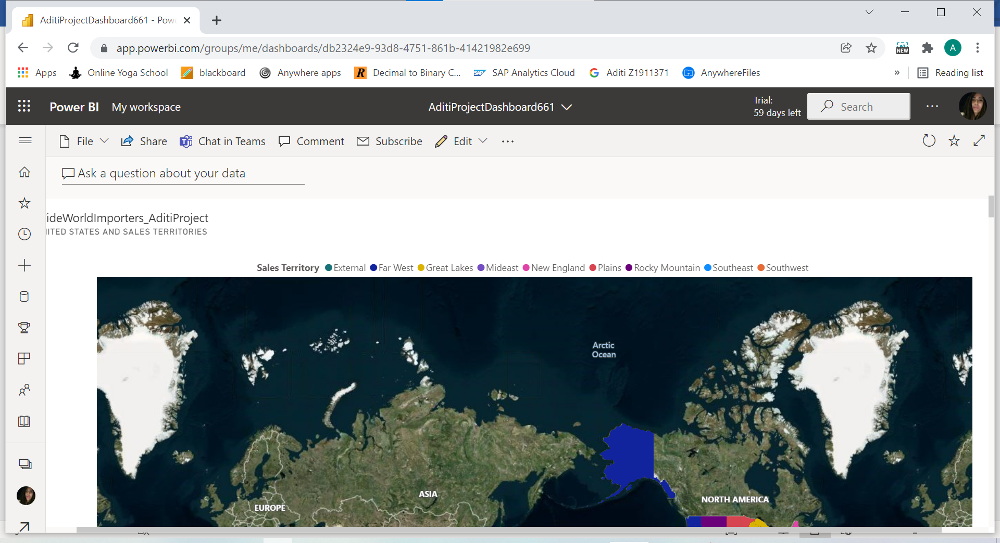 AditiProjectDashboard661 - Pow
app.powerbi.com/groups/me/dashboards/db2324e9-93d8-4751-861b-41421982e699
NEW
A
Apps
Online Yoga School
blackboard
Anywhere apps
R
Decimal to Binary C...
SAP
SAP Analytics Cloud
G
Aditi Z1911371
AnywhereFiles
»
Reading list
Power BI
My workspace
AditiProjectDashboard661
Trial:
59 days left
Search
File
Share
Chat in Teams
Comment
Subscribe
Edit
Ask a question about your data
ideWorldImporters_AditiProject
NITED STATES AND SALES TERRITORIES
Sales Territory External Far West Great Lakes Mideast New England Plains Rocky Mountain Southeast Southwest
Arctic
Ocean
ASIA
EUROPE
NORTH AMERICA